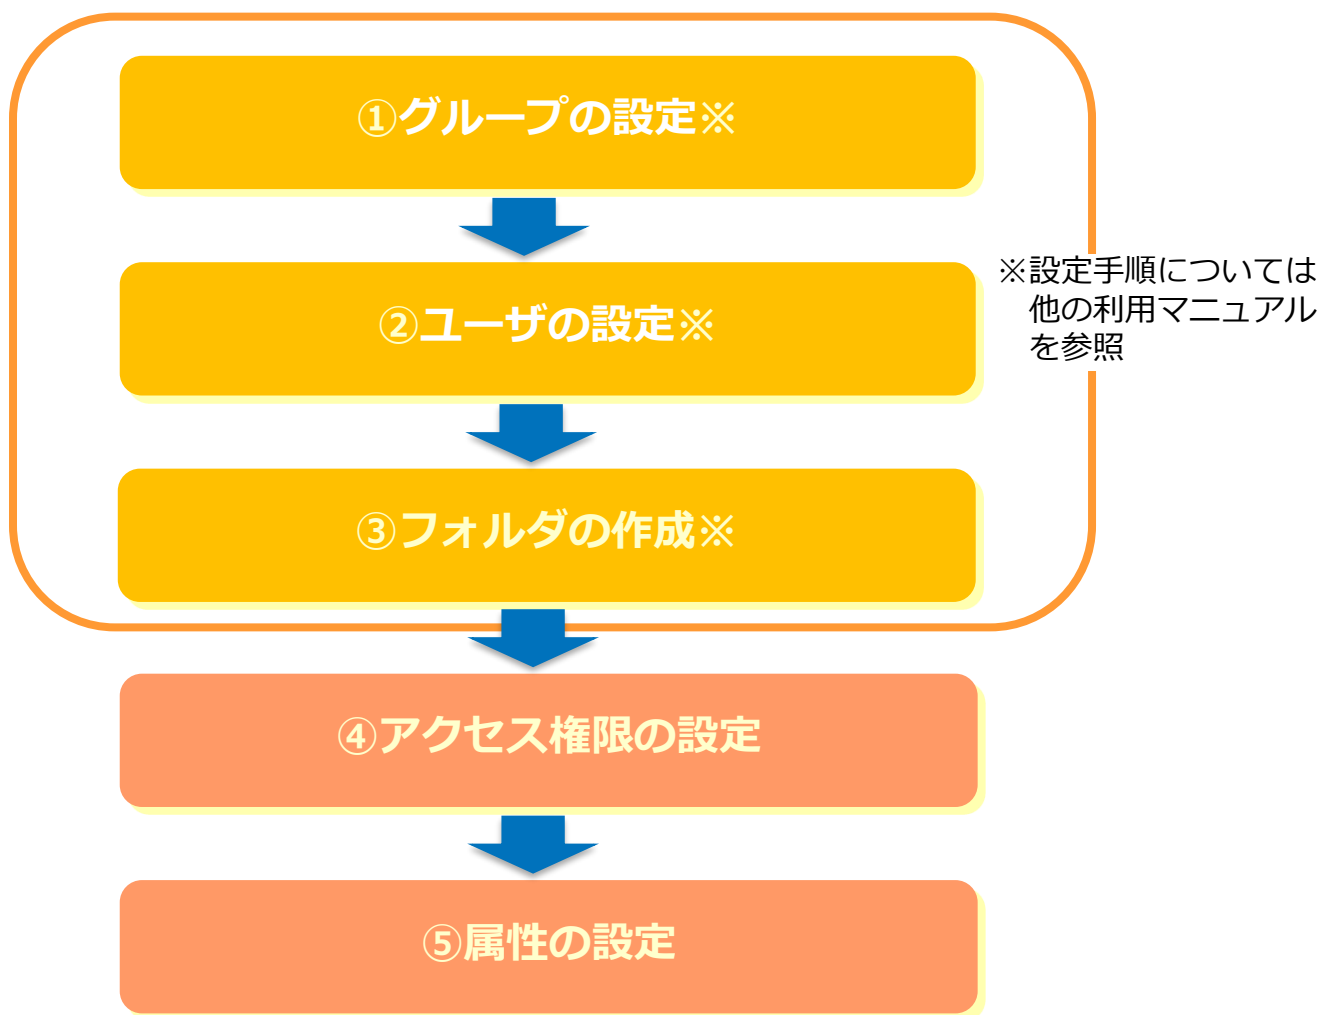 ①グループの設定※
②ユーザの設定※
※設定手順については
他の利用マニュアル
を参照
③フォルダの作成※
④アクセス権限の設定
⑤属性の設定